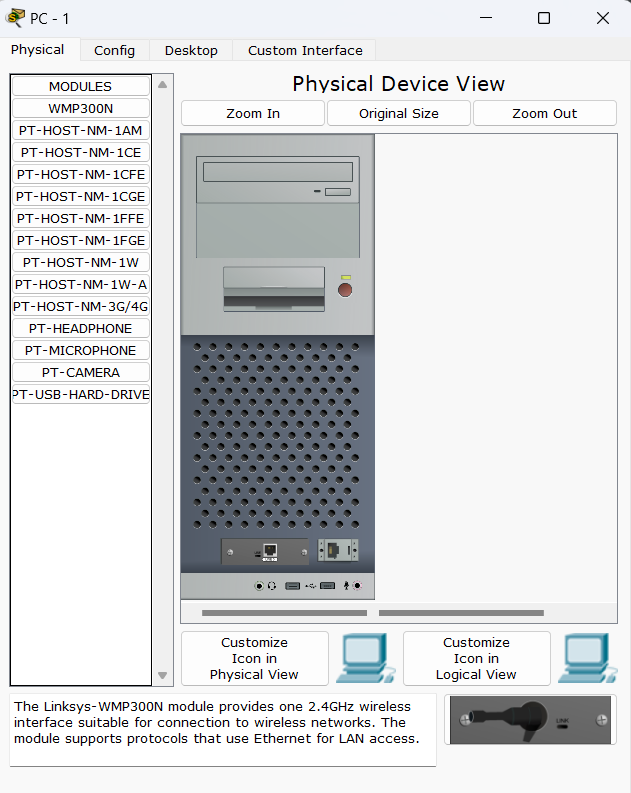 PC - 1
Physical
Config
Desktop
Custom Interface
MODULES
WMP300N
PT-HOST-NM-1AM
PT-HOST-NM-1CE
PT-HOST-NM-1CFE
PT-HOST-NM-1CGE
PT-HOST-NM-1FFE
PT-HOST-NM-1FGE
PT-HOST-NM-1W
PT-HOST-NM-1W-A
PT-HOST-NM-3G/4G
PT-HEADPHONE
PT-MICROPHONE
PT-CAMERA
PT-USB-HARD-DRIVE
Physical Device View
Zoom In
Original Size
Zoom Out
Customize
Icon in
Physical View
Customize
Icon in
Logical View
The Linksys-WMP300N module provides one 2.4GHz wireless
interface suitable for connection to wireless networks. The
module supports protocols that use Ethernet for LAN access.
LINK